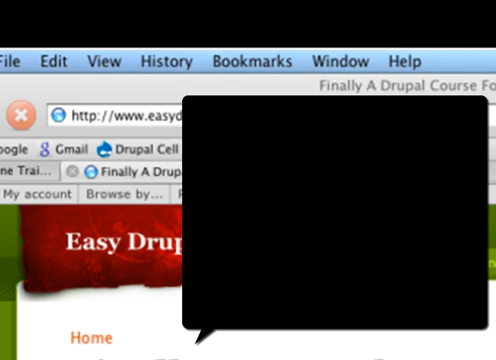 File Edit View History Bookmarks Window Help
Finally A Drupal Course Fo
http://www.easyd
oogle Gmail Drupal Cell
ne Trai... Finally A Drup
My account Browse by...
Easy Drup
Home